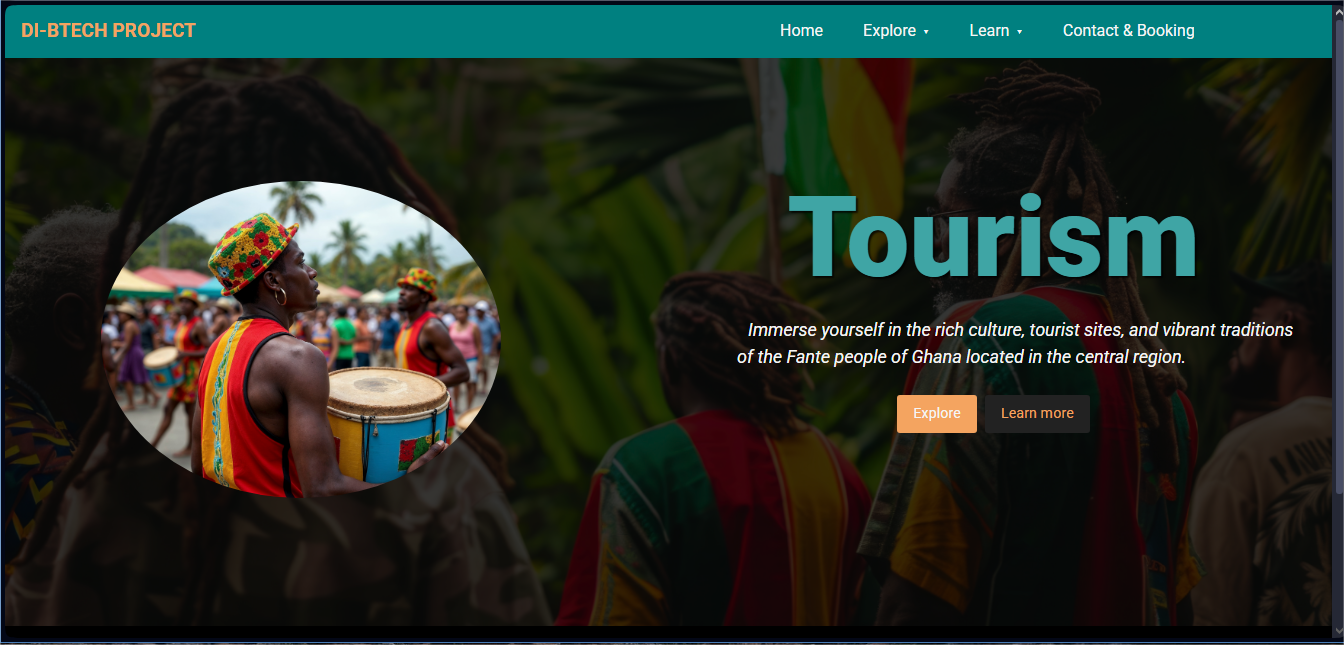 DI-BTECH PROJECT
Home Explore ▾ Learn ▾ Contact & Booking
Tourism
Immerse yourself in the rich culture, tourist sites, and vibrant traditions
of the Fante people of Ghana located in the central region.
Explore Learn more